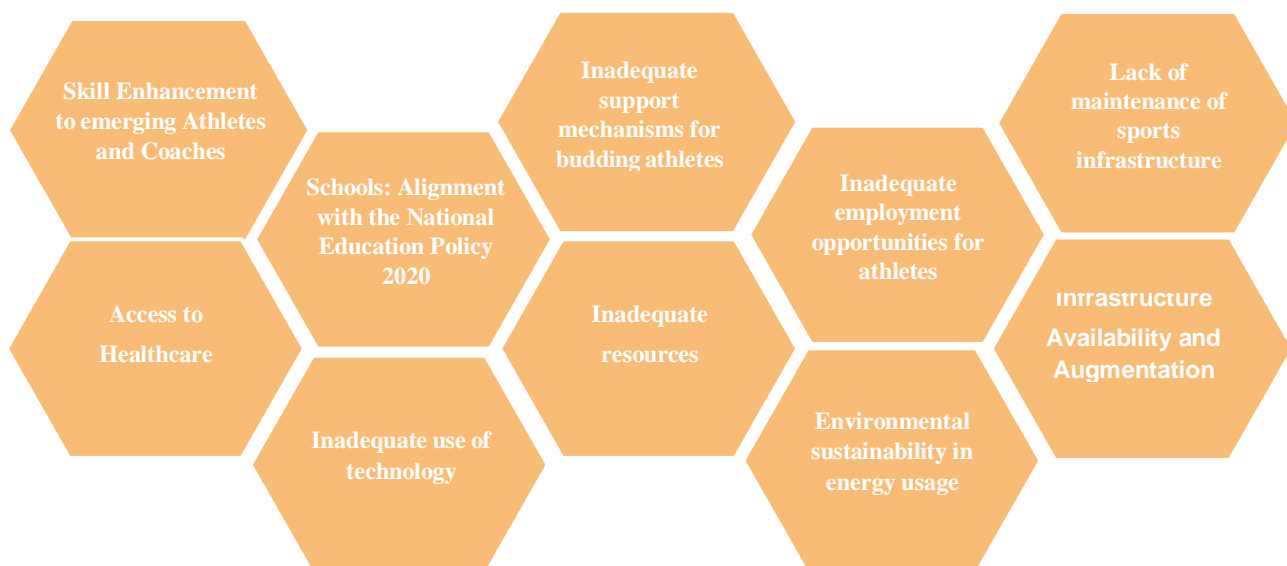 Skill Enhancement
to emerging Athletes
and Coaches
Schools: Alignment
with the National
Education Policy
2020
Inadequate
support
mechanisms for
budding athletes
Inadequate
employment
opportunities for
athletes
Lack of
maintenance of
sports
infrastructure
Access to
Healthcare
Inadequate use of
technology
Inadequate
resources
Environmental
sustainability in
energy usage
Infrastructure
Availability and
Augmentation